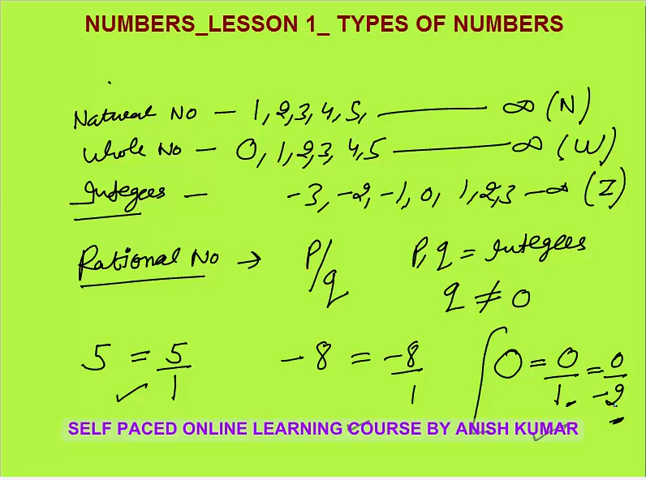 NUMBERS_LESSON 1_ TYPES OF NUMBERS
Natural No – 1, 2, 3, 4, 5, ——— ∞ (N)
Whole No – 0, 1, 2, 3, 4, 5 ——— ∞ (W)
Integers – -3, -2, -1, 0, 1, 2, 3 — ∞ (Z)
Rational No → P/q P, q = Integers
q ≠ 0
5 = 5/1 -8 = -8/1 0 = 0/1 = 0/-2
SELF PACED ONLINE LEARNING COURSE BY ANISH KUMAR